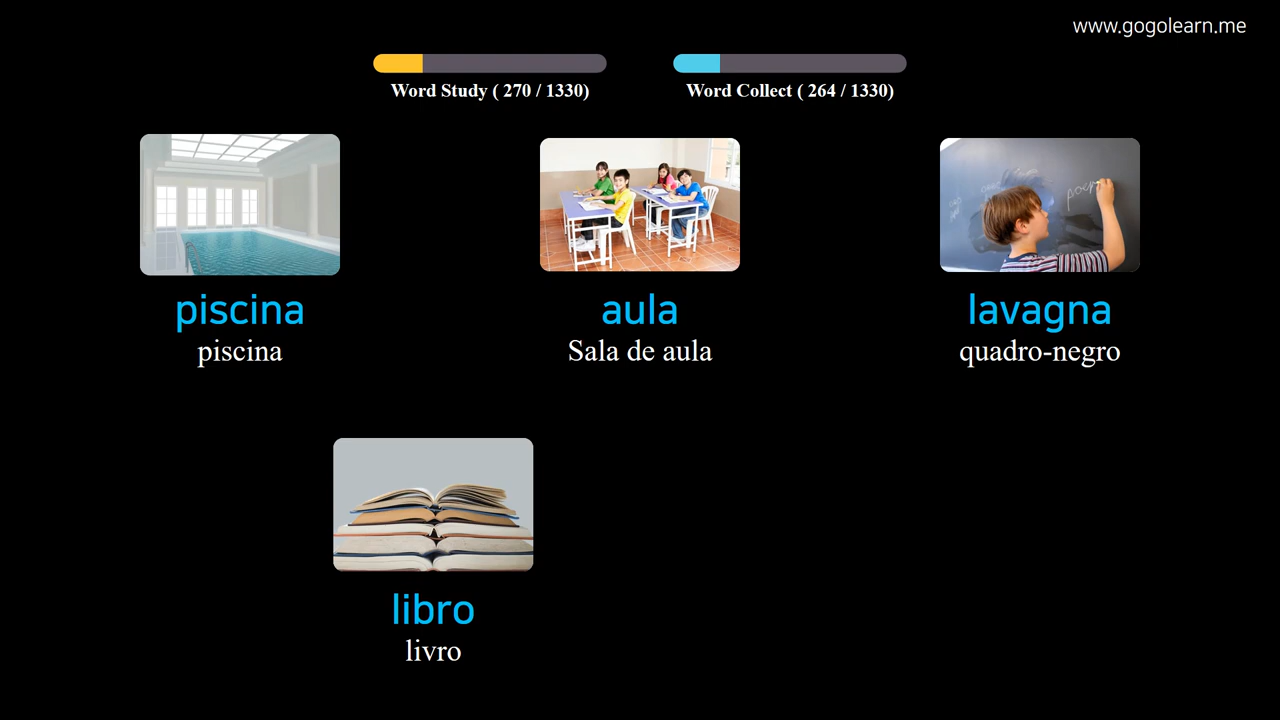 www.gogolearn.me
Word Study ( 270 / 1330)
Word Collect ( 264 / 1330)
piscina
piscina
aula
Sala de aula
lavagna
quadro-negro
libro
livro